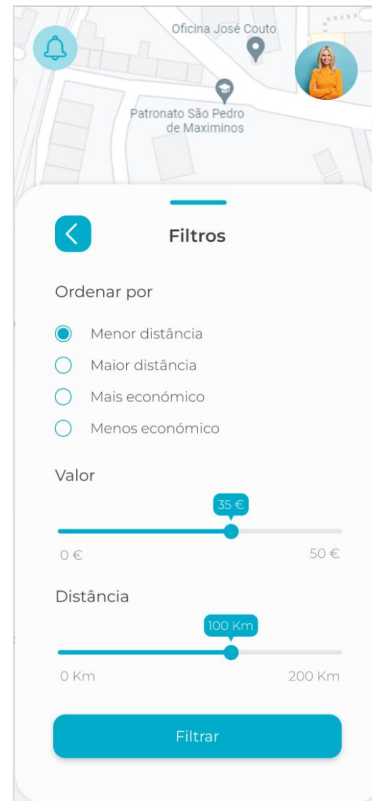 Oficina José Couto
Patronato São Pedro
de Maximinos
Filtros
Ordenar por
Menor distância
Maior distância
Mais económico
Menos económico
Valor
35 €
0 €
50 €
Distância
100 Km
0 Km
200 Km
Filtrar